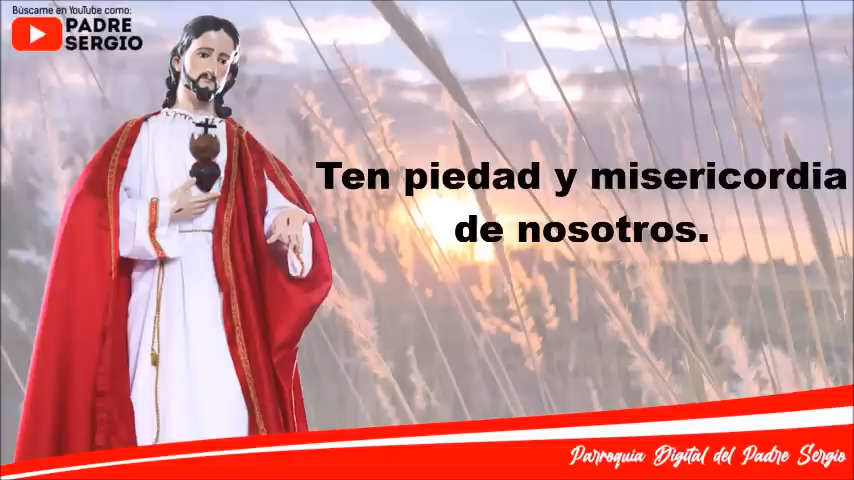 Búscame en YouTube como:
PADRE
SERGIO
Ten piedad y misericordia
de nosotros.
Parroquia Digital del Padre Sergio